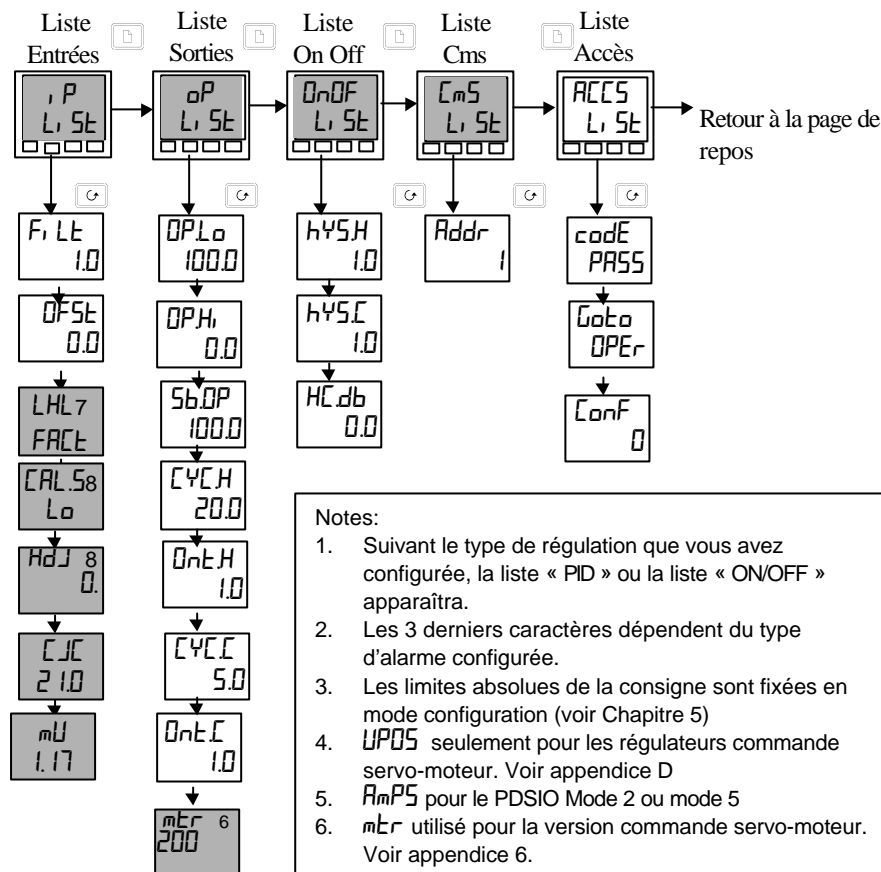 Liste Entrées
Liste Sorties
Liste On Off
Liste Cms
Liste Accès
iP
LiSt
oP
LiSt
OnOF
LiSt
CmS
LiSt
ACCS
LiSt
Retour à la page de
repos
FiLt
1.0
OFSt
0.0
LHL7
FACt
CAL.S8
Lo
HdJ 8
0.
CJC
21.0
mU
1.17
OP.Lo
100.0
OP.Hi
0.0
Sb.OP
100.0
CYC.H
20.0
Ont.H
1.0
CYC.C
5.0
Ont.C
1.0
mtr 6
200
hYS.H
1.0
hYS.C
1.0
HC.db
0.0
Addr
1
codE
PASS
Goto
OPEr
ConF
0
Notes:
1. Suivant le type de régulation que vous avez
configurée, la liste « PID » ou la liste « ON/OFF »
apparaîtra.
2. Les 3 derniers caractères dépendent du type
d'alarme configurée.
3. Les limites absolues de la consigne sont fixées en
mode configuration (voir Chapitre 5)
4. UPOS seulement pour les régulateurs commande
servo-moteur. Voir appendice D
5. AmPS pour le PDSIO Mode 2 ou mode 5
6. mtr utilisé pour la version commande servo-moteur.
Voir appendice 6.